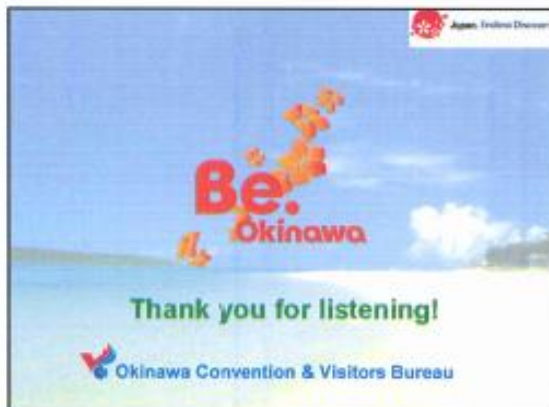 Japan. Endless Discovery
Be.
Okinawa
Thank you for listening!
Okinawa Convention & Visitors Bureau